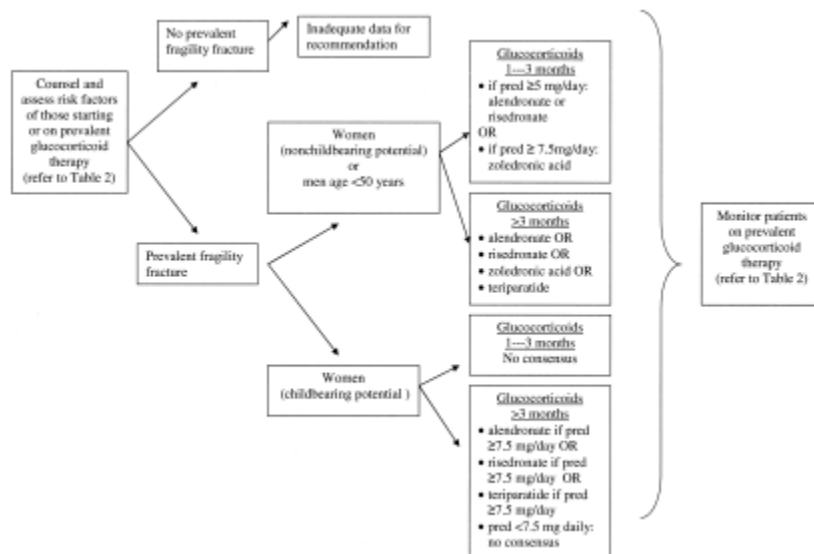 No prevalent
fragility fracture
Inadequate data for
recommendation
Counsel and
assess risk factors
of those starting
or on prevalent
glucocorticoid
therapy
(refer to Table 2)
Prevalent fragility
fracture
Women
(nonchildbearing potential)
or
men age <50 years
Women
(childbearing potential )
Glucocorticoids
1---3 months
• if pred ≥5 mg/day:
alendronate or
risedronate
OR
• if pred ≥ 7.5mg/day:
zoledronic acid
Glucocorticoids
>3 months
• alendronate OR
• risedronate OR
• zoledronic acid OR
• teriparatide
Glucocorticoids
1---3 months
No consensus
Glucocorticoids
>3 months
• alendronate if pred
≥7.5 mg/day OR
• risedronate if pred
≥7.5 mg/day OR
• teriparatide if pred
≥7.5 mg/day
• pred <7.5 mg daily:
no consensus
Monitor patients
on prevalent
glucocorticoid
therapy
(refer to Table 2)